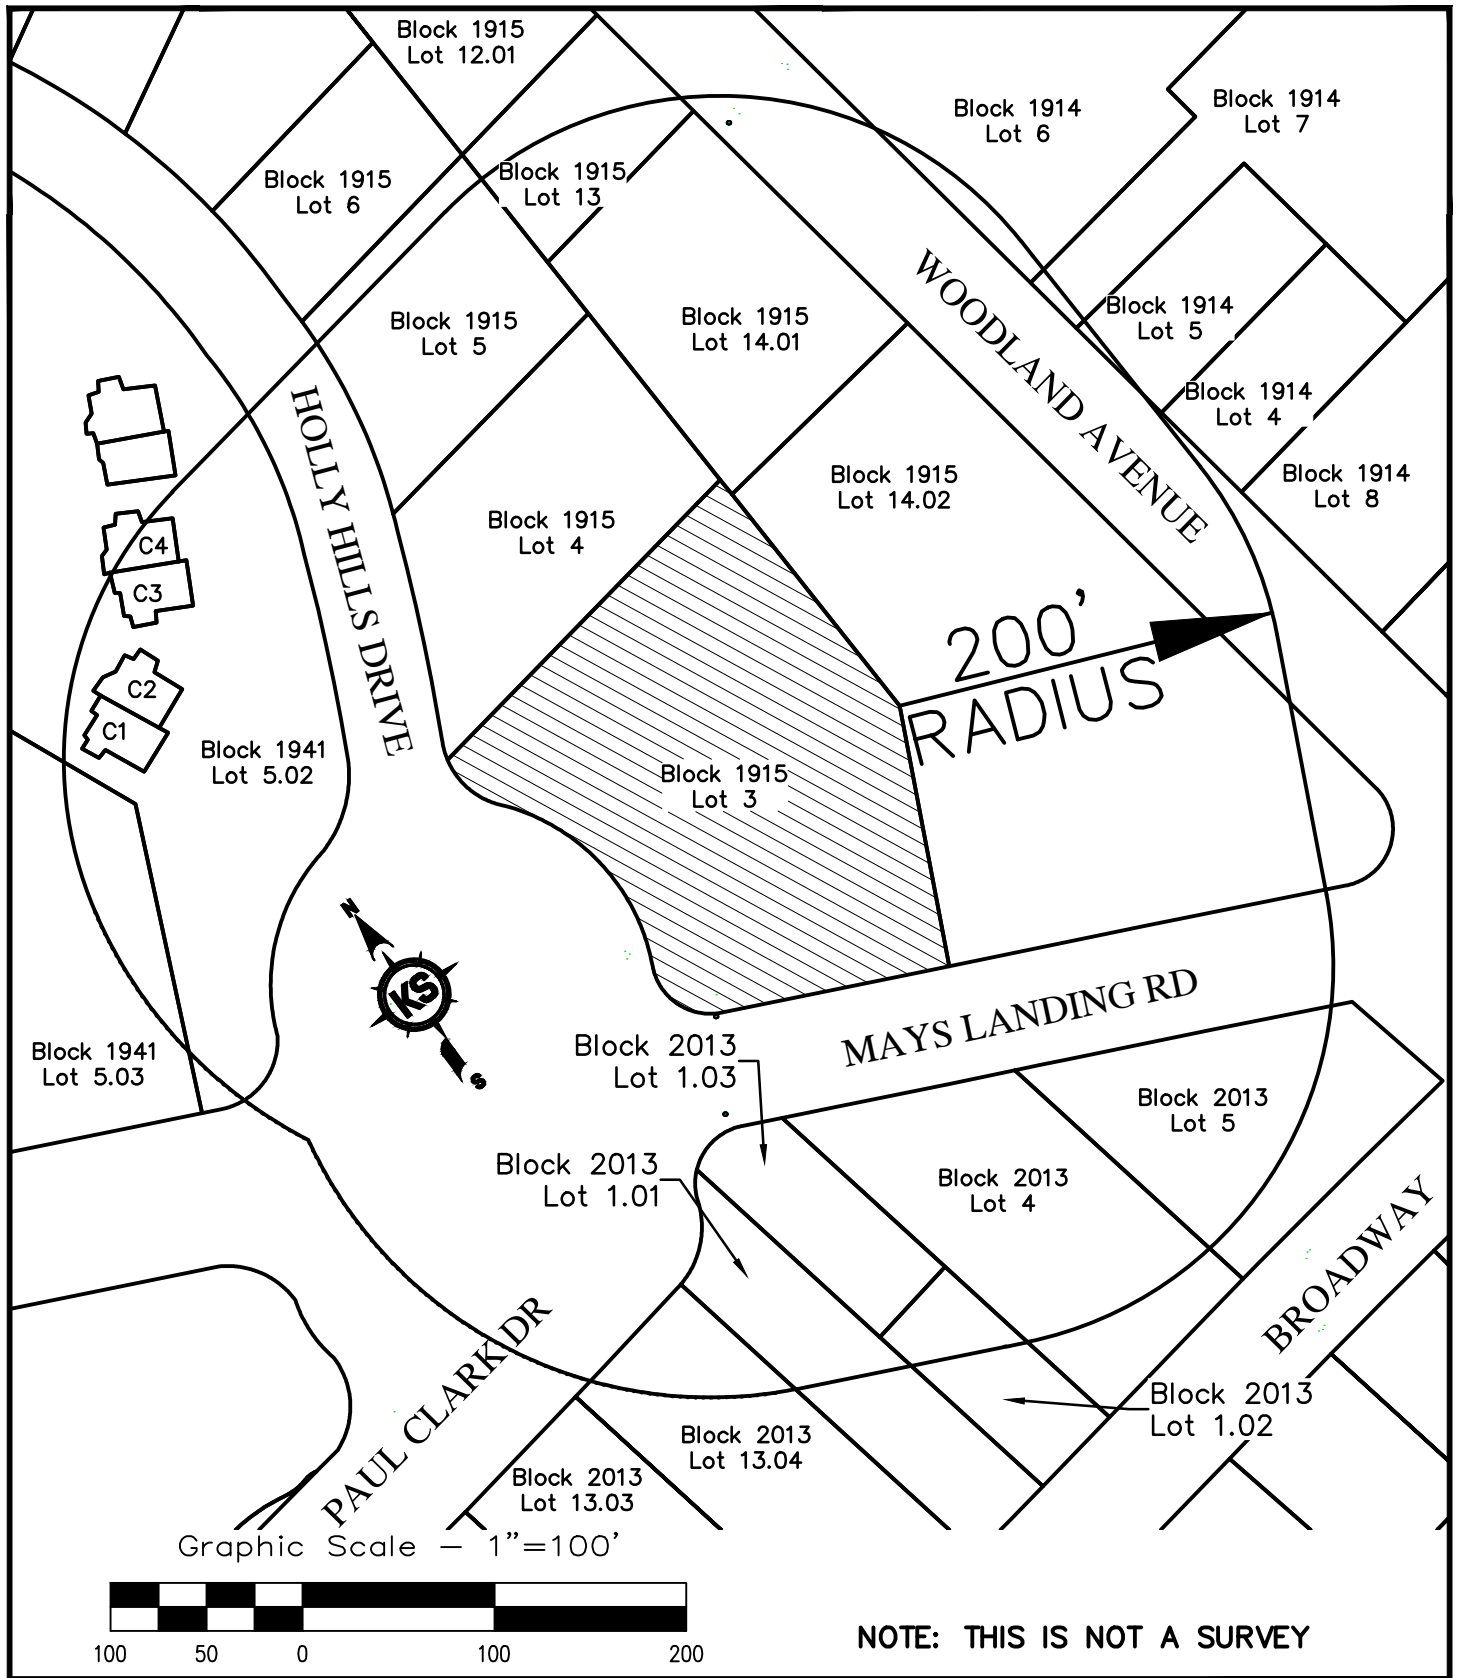 Block 1915
Lot 12.01
Block 1914
Lot 6
Block 1914
Lot 7
Block 1915
Lot 6
Block 1915
Lot 13
Block 1915
Lot 5
Block 1915
Lot 14.01
WOODLAND AVENUE
Block 1914
Lot 5
Block 1914
Lot 4
Block 1914
Lot 8
HOLLY HILLS DRIVE
Block 1915
Lot 4
Block 1915
Lot 14.02
C4
C3
C2
C1
200'
RADIUS
Block 1941
Lot 5.02
Block 1915
Lot 3
N
KS
S
MAYS LANDING RD
Block 1941
Lot 5.03
Block 2013
Lot 1.03
Block 2013
Lot 5
Block 2013
Lot 1.01
Block 2013
Lot 4
BROADWAY
PAUL CLARK DR
Block 2013
Lot 1.02
Block 2013
Lot 13.04
Block 2013
Lot 13.03
Graphic Scale - 1"=100'
100 50 0 100 200
NOTE: THIS IS NOT A SURVEY